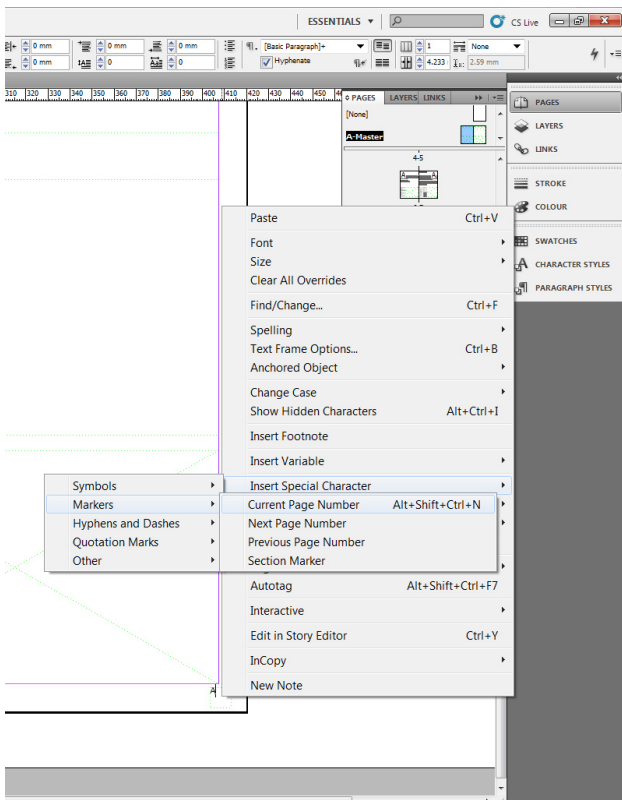 ESSENTIALS CS Live
0 mm 0 mm 0 mm [Basic Paragraph]+ 1 None
0 mm 0 0 Hyphenate 4.233 2.59 mm
310 320 330 340 350 360 370 380 390 400 410 420 430 440 450
PAGES LAYERS LINKS
[None]
A-Master
4-5
A A
PAGES
LAYERS
LINKS
STROKE
COLOUR
SWATCHES
CHARACTER STYLES
PARAGRAPH STYLES
Paste Ctrl+V
Font
Size
Clear All Overrides
Find/Change... Ctrl+F
Spelling
Text Frame Options... Ctrl+B
Anchored Object
Change Case
Show Hidden Characters Alt+Ctrl+I
Insert Footnote
Insert Variable
Insert Special Character
Symbols
Markers
Hyphens and Dashes
Quotation Marks
Other
Current Page Number Alt+Shift+Ctrl+N
Next Page Number
Previous Page Number
Section Marker
Autotag Alt+Shift+Ctrl+F7
Interactive
Edit in Story Editor Ctrl+Y
InCopy
New Note
A